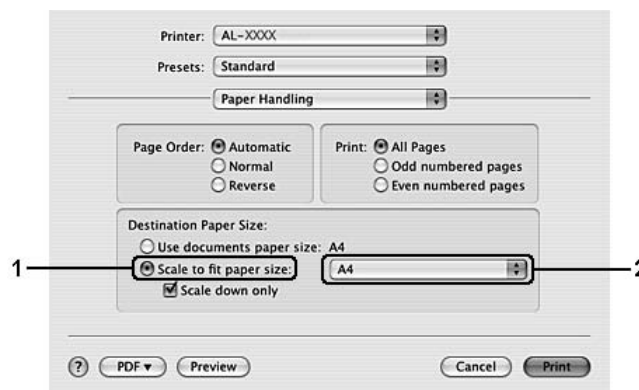 Printer: AL-XXXX
Presets: Standard
Paper Handling
Page Order: Automatic
Normal
Reverse
Print: All Pages
Odd numbered pages
Even numbered pages
Destination Paper Size:
Use documents paper size: A4
1 Scale to fit paper size: A4 2
Scale down only
? PDF▼ Preview Cancel Print